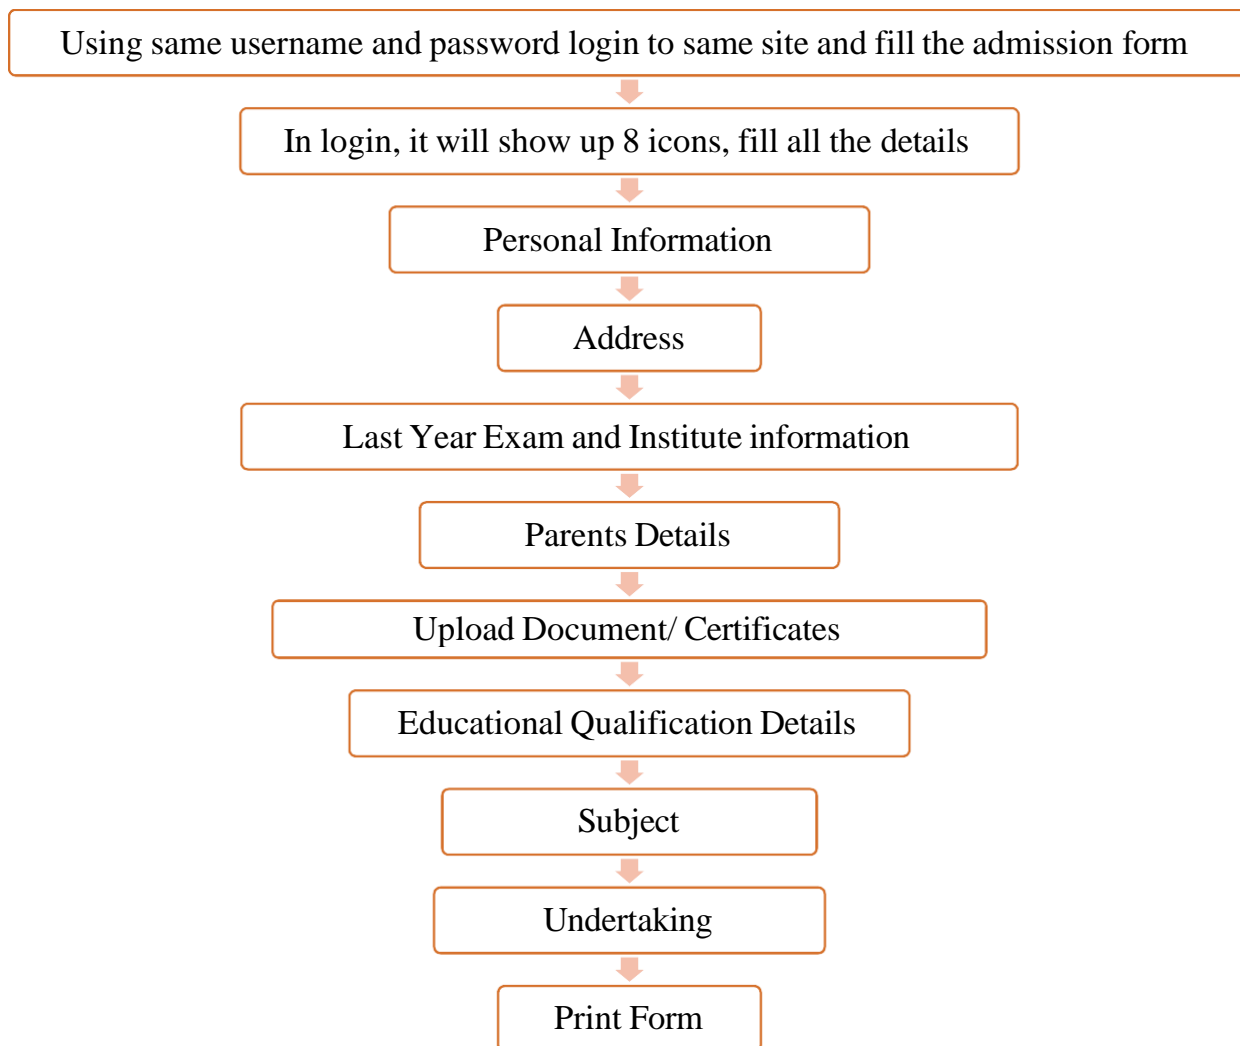 Using same username and password login to same site and fill the admission form
In login, it will show up 8 icons, fill all the details
Personal Information
Address
Last Year Exam and Institute information
Parents Details
Upload Document/ Certificates
Educational Qualification Details
Subject
Undertaking
Print Form